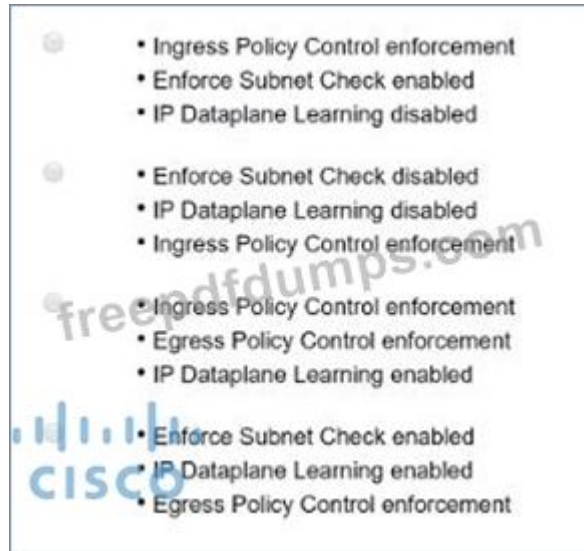 • Ingress Policy Control enforcement
• Enforce Subnet Check enabled
• IP Dataplane Learning disabled
• Enforce Subnet Check disabled
• IP Dataplane Learning disabled
• Ingress Policy Control enforcement
freepdfdumps.com
• Ingress Policy Control enforcement
• Egress Policy Control enforcement
• IP Dataplane Learning enabled
• Enforce Subnet Check enabled
• IP Dataplane Learning enabled
• Egress Policy Control enforcement
CISCO